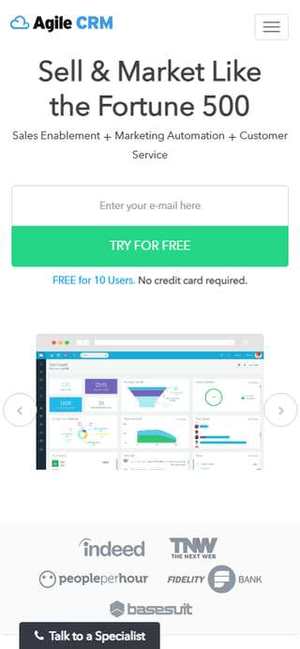 Agile CRM
Sell & Market Like
the Fortune 500
Sales Enablement + Marketing Automation + Customer
Service
Enter your e-mail here
TRY FOR FREE
FREE for 10 Users. No credit card required.
indeed
TNW
THE NEXT WEB
peopleperhour
FIDELITY BANK
basesuit
Talk to a Specialist